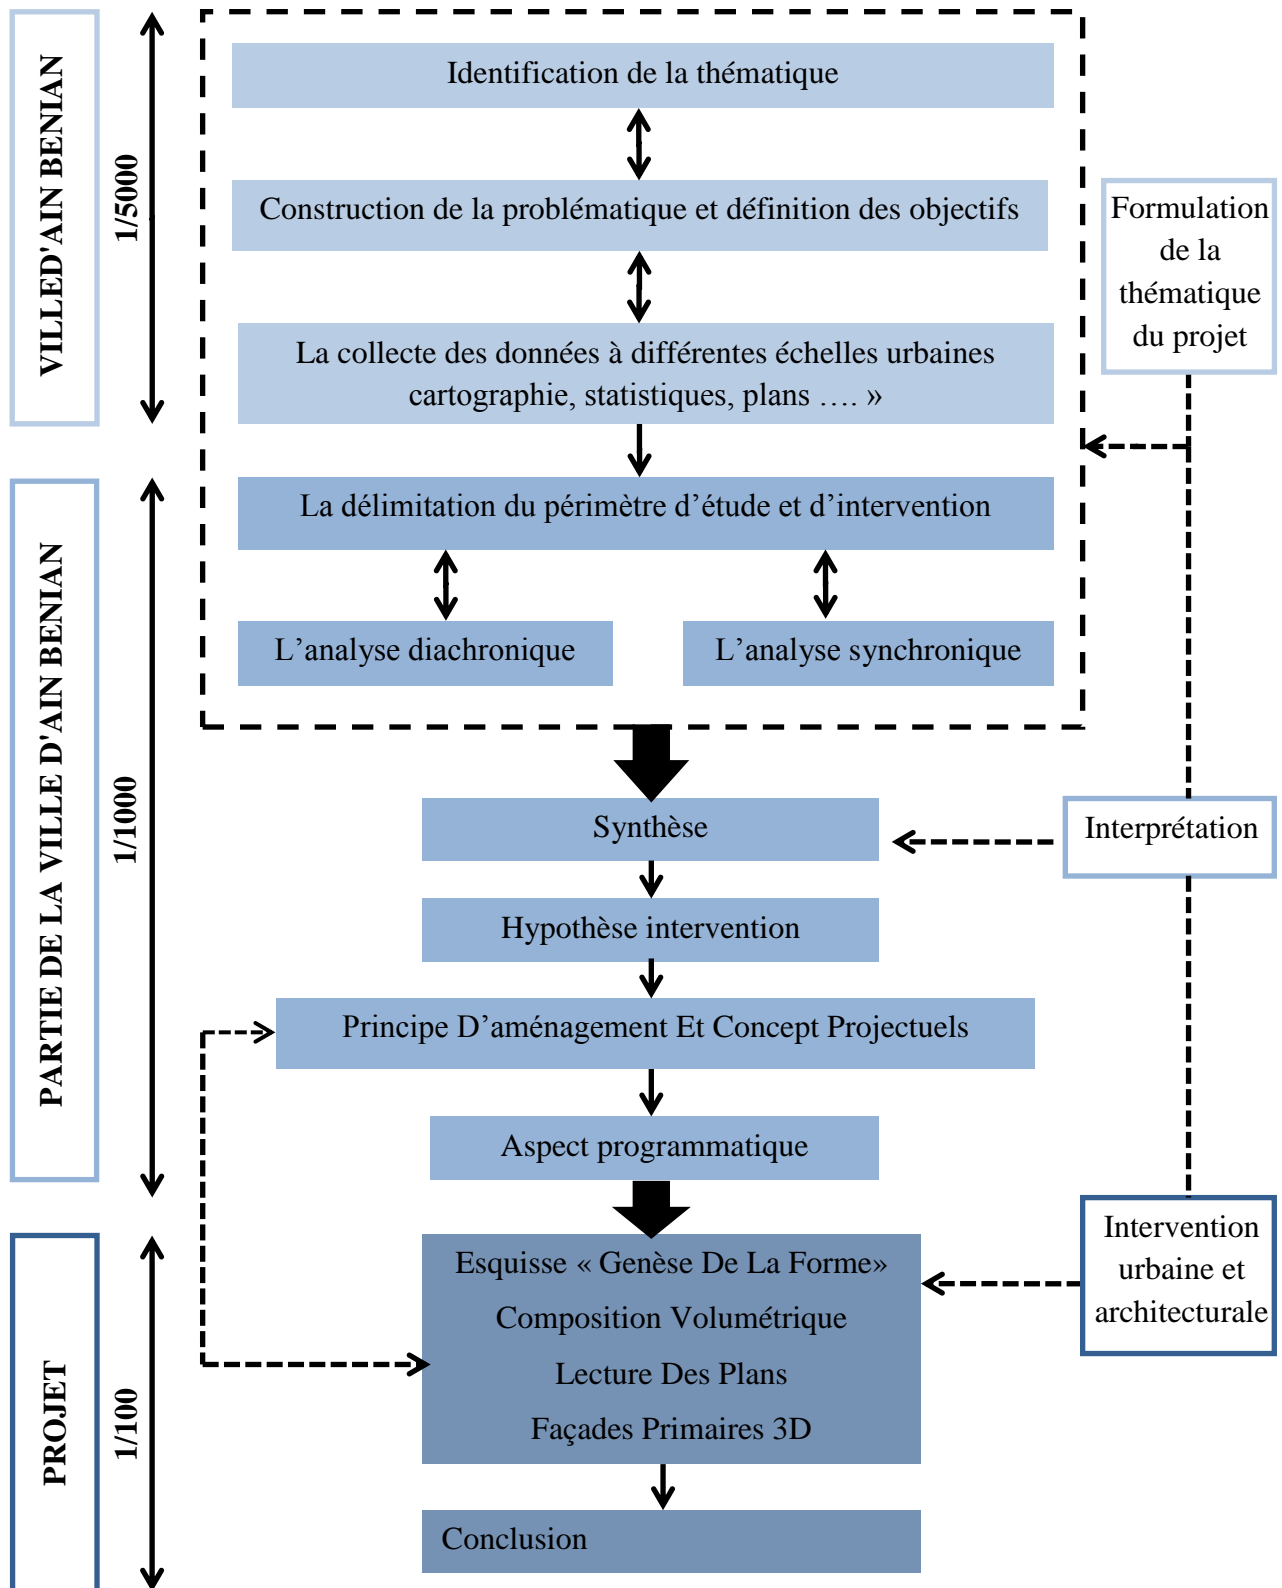 VILLED'AIN BENIAN
1/5000
Identification de la thématique
Construction de la problématique et définition des objectifs
La collecte des données à différentes échelles urbaines
cartographie, statistiques, plans …. »
Formulation
de la
thématique
du projet
PARTIE DE LA VILLE D'AIN BENIAN
1/1000
La délimitation du périmètre d’étude et d’intervention
L’analyse diachronique
L’analyse synchronique
Synthèse
Interprétation
Hypothèse intervention
Principe D’aménagement Et Concept Projectuels
Aspect programmatique
PROJET
1/100
Esquisse « Genèse De La Forme»
Composition Volumétrique
Lecture Des Plans
Façades Primaires 3D
Intervention
urbaine et
architecturale
Conclusion